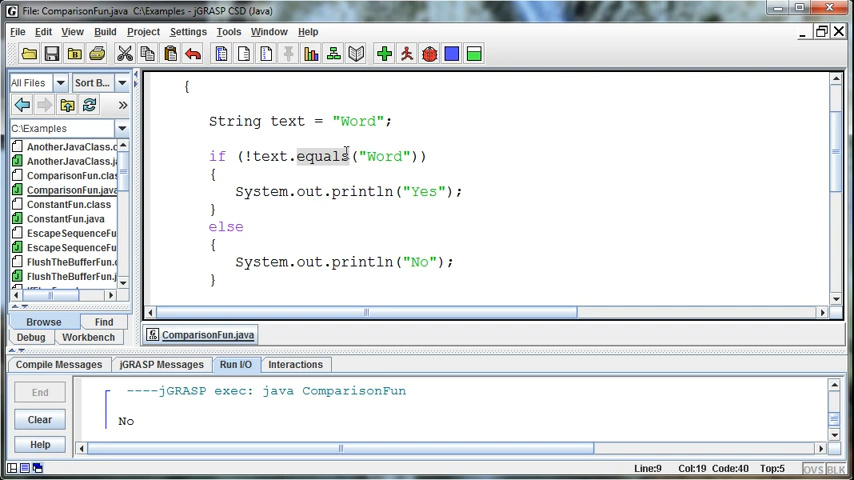 File: ComparisonFun.java  C:\Examples - jGRASP CSD (Java)
File Edit View Build Project Settings Tools Window Help
All Files Sort B...
C:\Examples
AnotherJavaClass.c
AnotherJavaClass.j
ComparisonFun.clas
ComparisonFun.java
ConstantFun.class
ConstantFun.java
EscapeSequenceFu
EscapeSequenceFu
FlushTheBufferFun.c
FlushTheBufferFun.j
Browse Find
Debug Workbench
{
String text = "Word";
if (!text.equals("Word"))
{
System.out.println("Yes");
}
else
{
System.out.println("No");
}
ComparisonFun.java
Compile Messages jGRASP Messages Run I/O Interactions
End
Clear
Help
----jGRASP exec: java ComparisonFun
No
Line:9 Col:19 Code:40 Top:5 OVS BLK